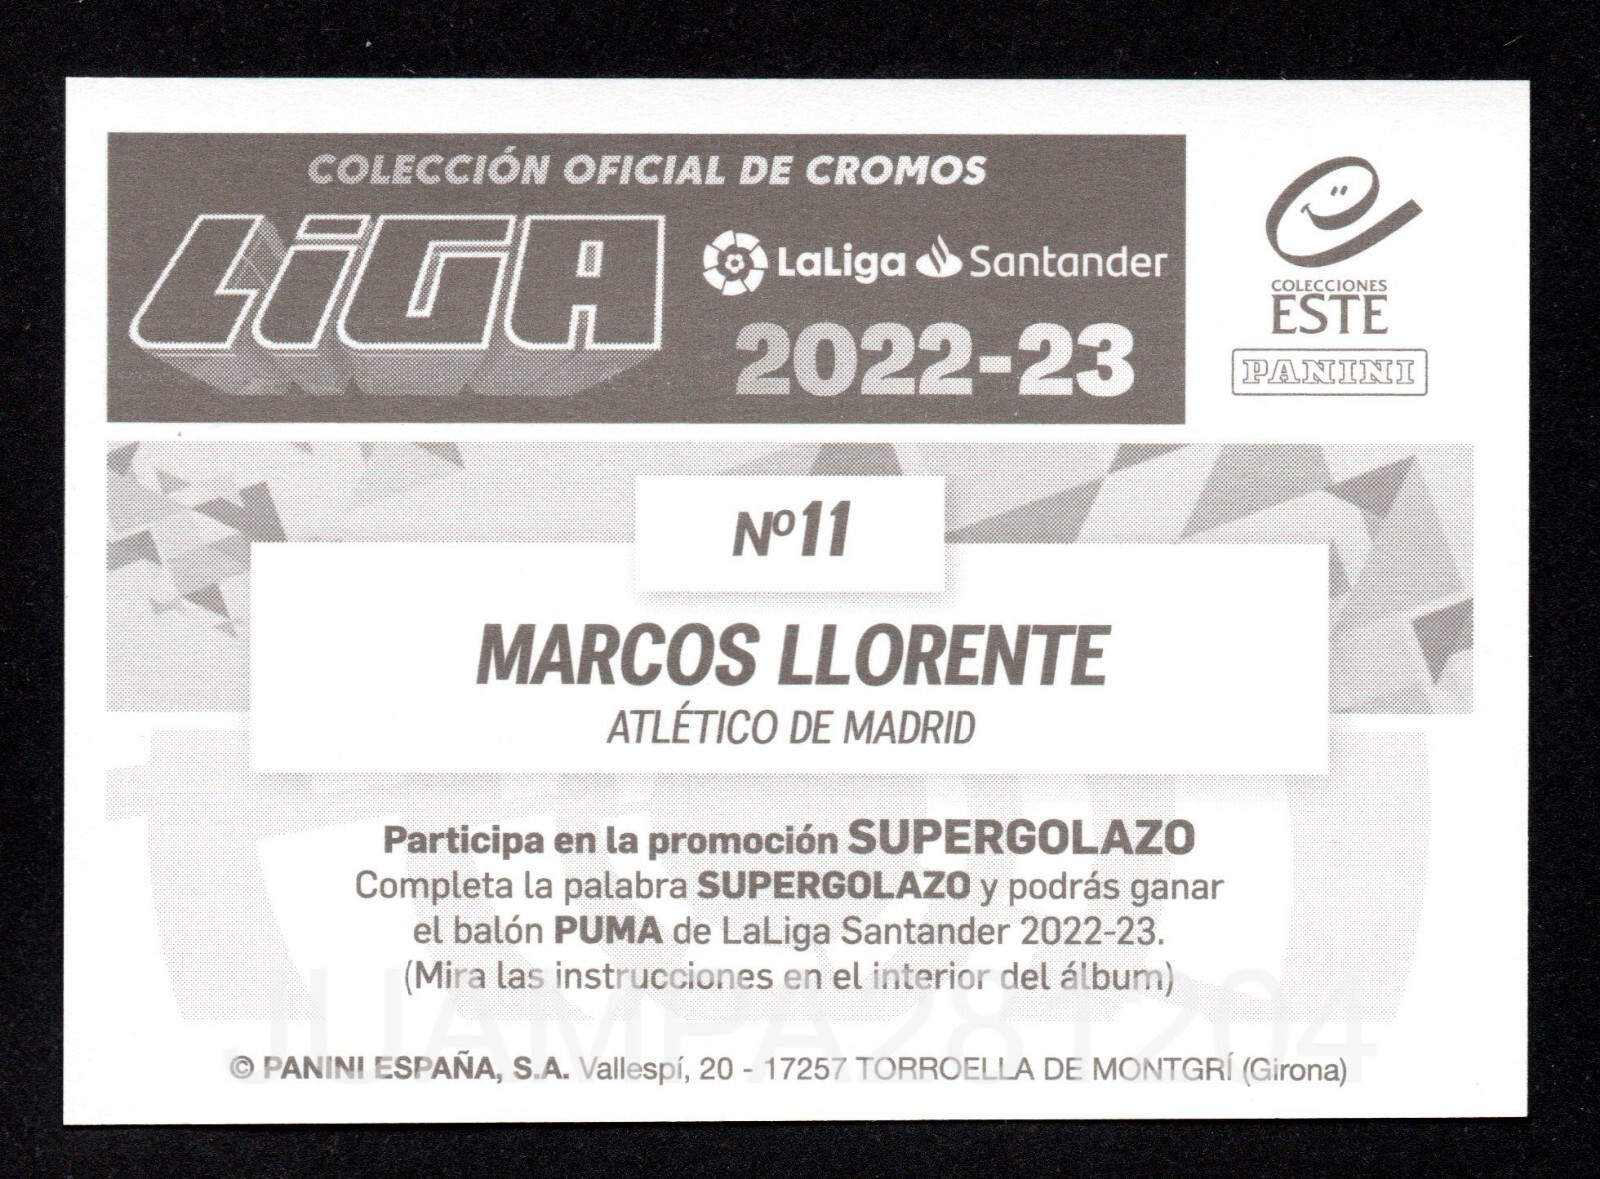 COLECCIÓN OFICIAL DE CROMOS
LiGA
LaLiga Santander
2022-23
COLECCIONES
ESTE
PANINI
Nº11
MARCOS LLORENTE
ATLÉTICO DE MADRID
Participa en la promoción SUPERGOLAZO
Completa la palabra SUPERGOLAZO y podrás ganar
el balón PUMA de LaLiga Santander 2022-23.
(Mira las instrucciones en el interior del álbum)
JUAMPA281204
© PANINI ESPAÑA, S.A. Vallespí, 20 - 17257 TORROELLA DE MONTGRÍ (Girona)